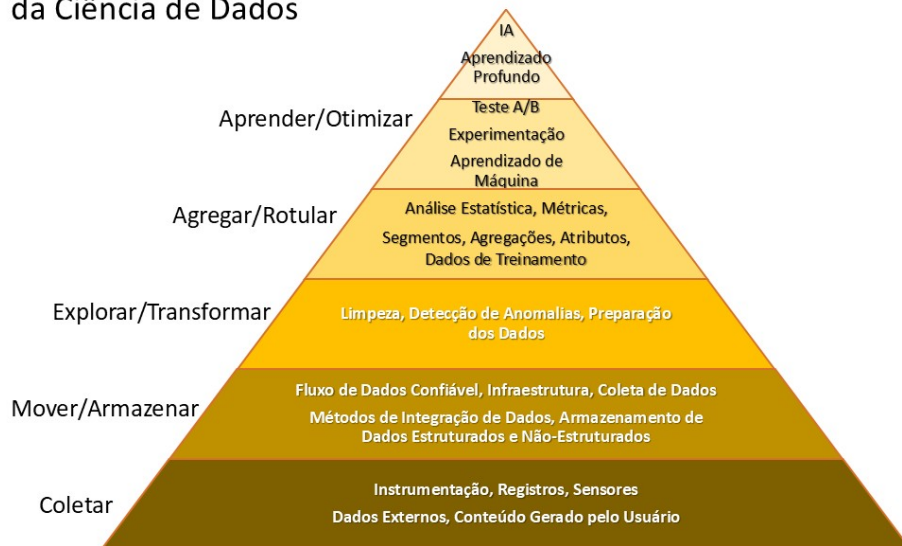 da Ciência de Dados
IA
Aprendizado
Profundo
Aprender/Otimizar
Teste A/B
Experimentação
Aprendizado de
Máquina
Agregar/Rotular
Análise Estatística, Métricas,
Segmentos, Agregações, Atributos,
Dados de Treinamento
Explorar/Transformar
Limpeza, Detecção de Anomalias, Preparação
dos Dados
Mover/Armazenar
Fluxo de Dados Confiável, Infraestrutura, Coleta de Dados
Métodos de Integração de Dados, Armazenamento de
Dados Estruturados e Não-Estruturados
Coletar
Instrumentação, Registros, Sensores
Dados Externos, Conteúdo Gerado pelo Usuário